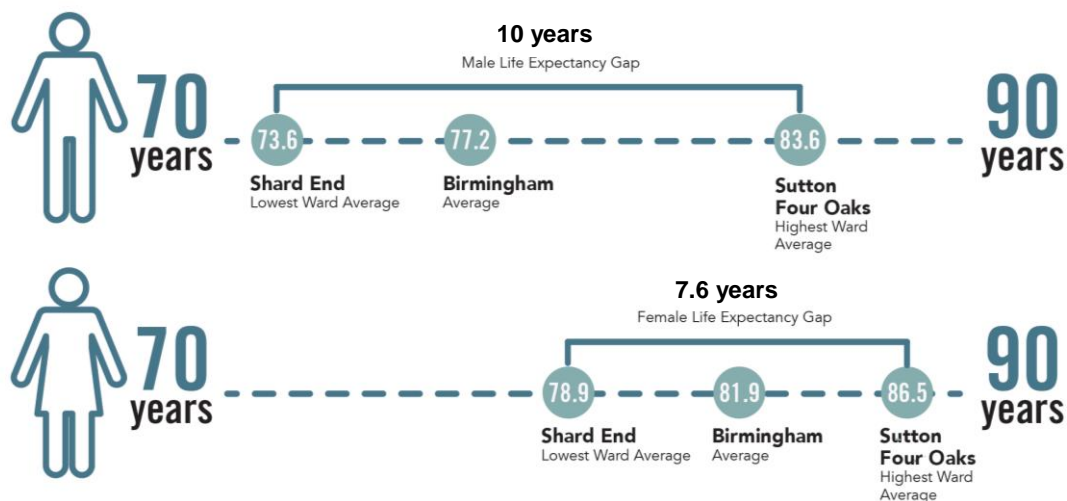 10 years
Male Life Expectancy Gap
70
years
73.6
77.2
83.6
90
years
Shard End
Lowest Ward Average
Birmingham
Average
Sutton
Four Oaks
Highest Ward
Average
7.6 years
Female Life Expectancy Gap
70
years
78.9
81.9
86.5
90
years
Shard End
Lowest Ward Average
Birmingham
Average
Sutton
Four Oaks
Highest Ward
Average